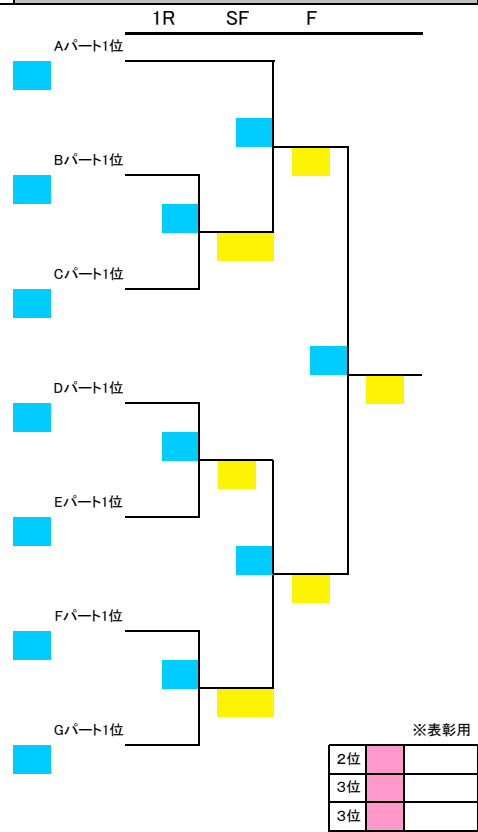 1R SF F
Aパート1位
Bパート1位
Cパート1位
Dパート1位
Eパート1位
Fパート1位
Gパート1位
※表彰用
2位
3位
3位